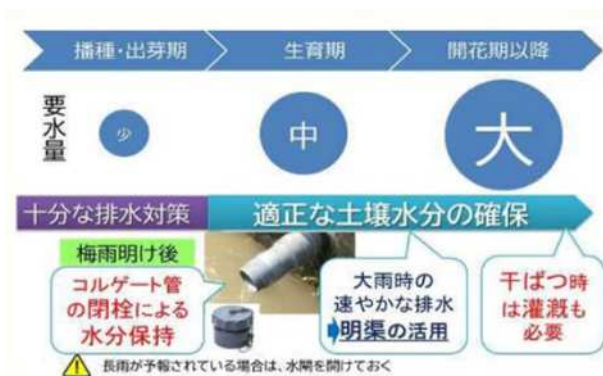 播種・出芽期
生育期
開花期以降
要水量
少
中
大
十分な排水対策
適正な土壌水分の確保
梅雨明け後
コルゲート管
の閉栓による
水分保持
大雨時の
速やかな排水
明渠の活用
干ばつ時
は灌漑も
必要
長雨が予報されている場合は、水閘を開けておく